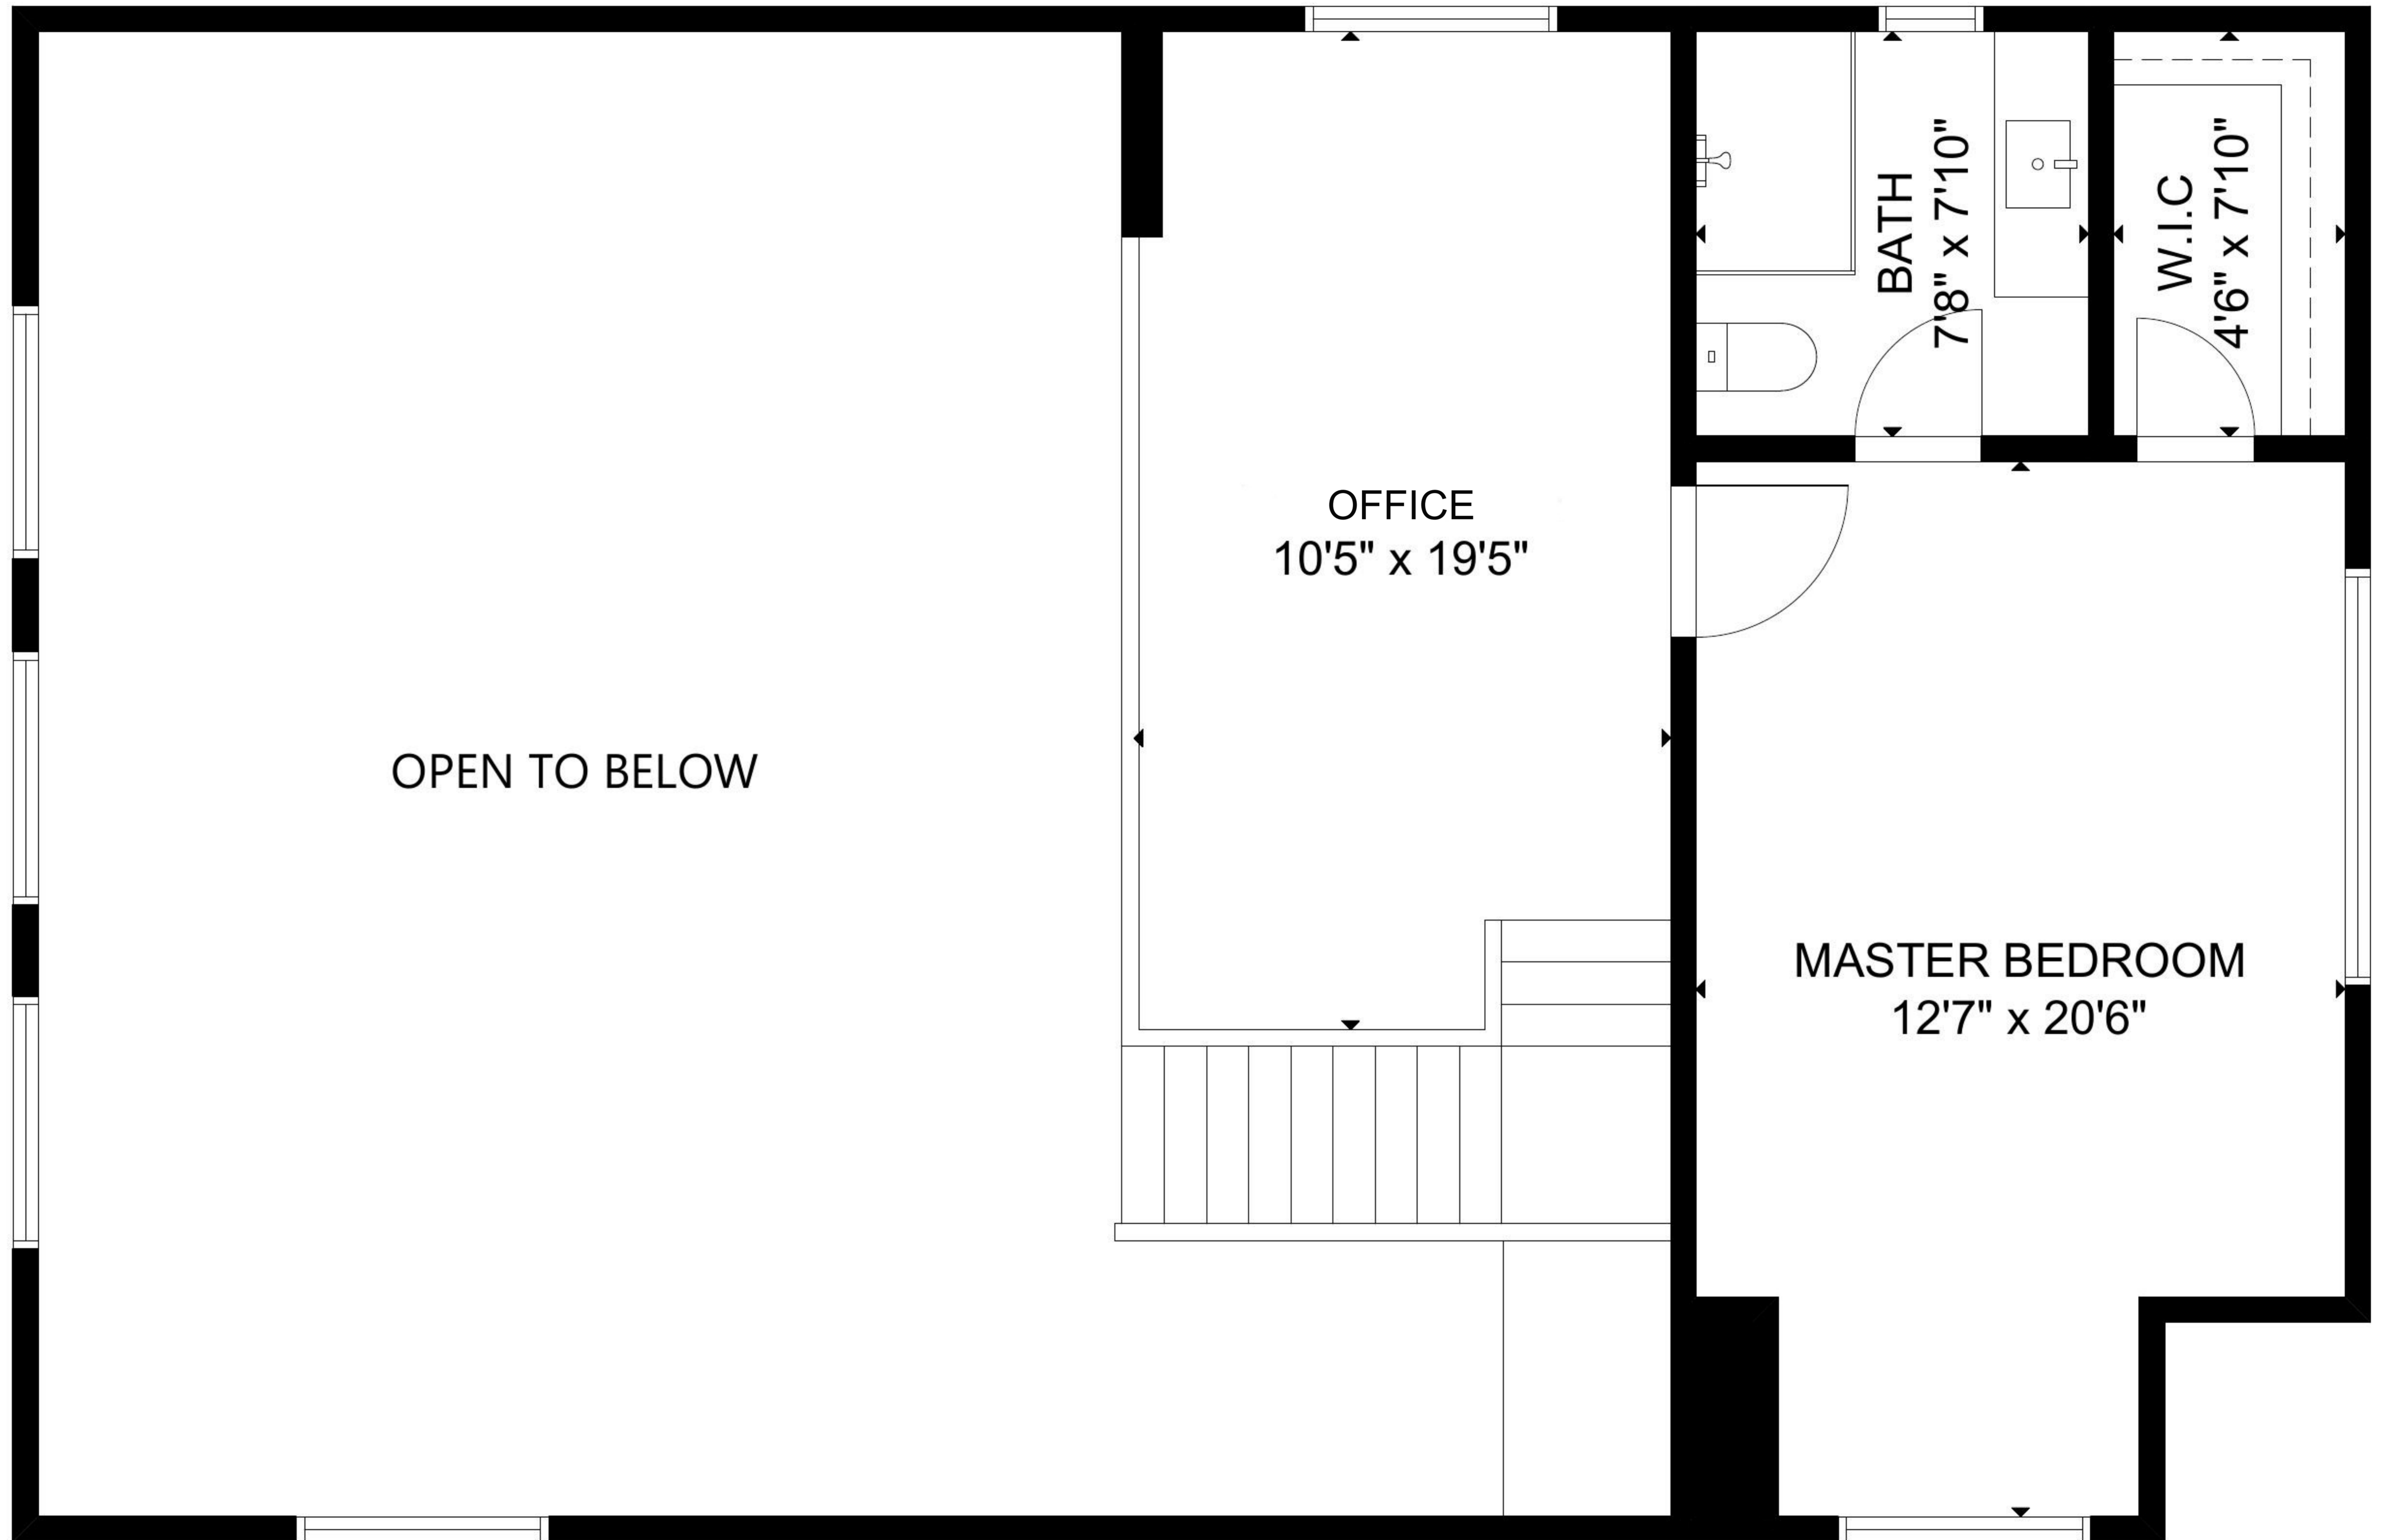 BATH
7'8" x 7'10"
W.I.C
4'6" x 7'10"
OFFICE
10'5" x 19'5"
OPEN TO BELOW
MASTER BEDROOM
12'7" x 20'6"